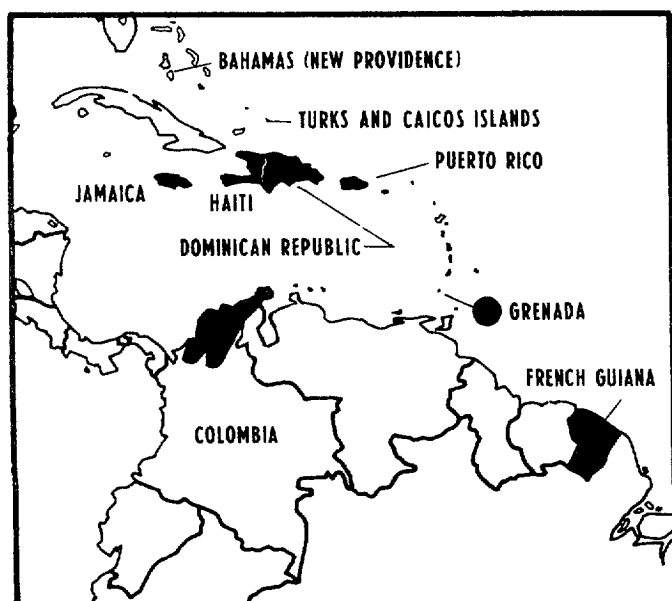 BAHAMAS (NEW PROVIDENCE)
TURKS AND CAICOS ISLANDS
PUERTO RICO
JAMAICA
HAITI
DOMINICAN REPUBLIC
GRENADA
FRENCH GUIANA
COLOMBIA